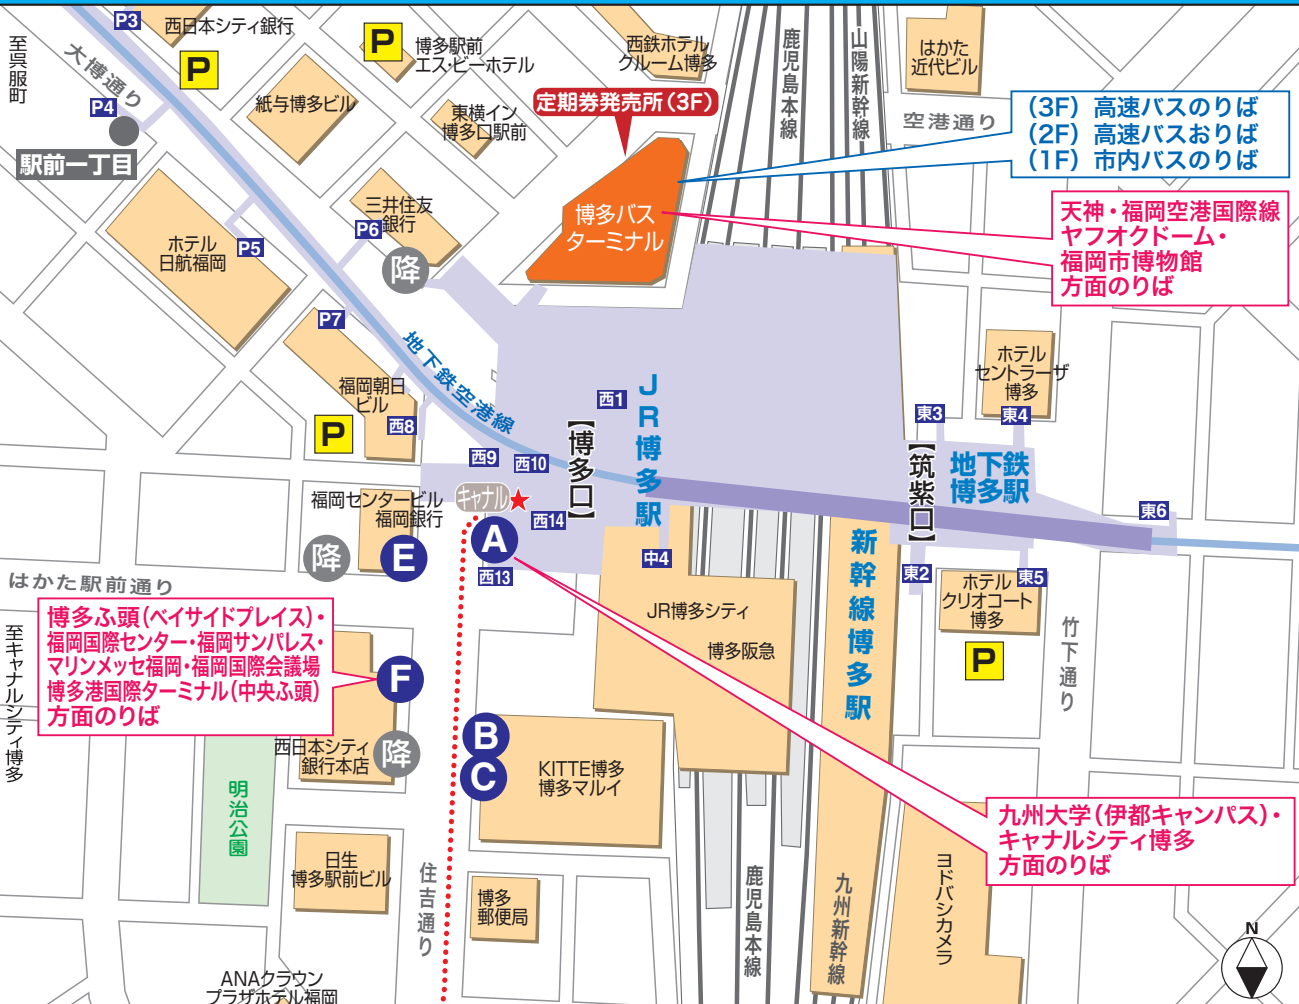 P3
西日本シティ銀行
P
P
博多駅前
エス・ビーホテル
西鉄ホテル
クルーム博多
鹿児島本線
山陽新幹線
はかた
近代ビル
至呉服町
大博通り
P4
駅前一丁目
紙与博多ビル
東横イン
博多口駅前
定期券発売所(3F)
空港通り
(3F) 高速バスのりば
(2F) 高速バスおりば
(1F) 市内バスのりば
天神・福岡空港国際線
ヤフオクドーム・
福岡市博物館
方面のりば
博多バス
ターミナル
三井住友
銀行
P6
降
ホテル
日航福岡
P5
P7
地下鉄空港線
福岡朝日
ビル
西8
P
西1
JR博多駅
【博多口】
西9
西10
キャナル
西14
A
西13
中4
福岡センタービル
福岡銀行
降
E
はかた駅前通り
ホテル
セントラーザ
博多
東3
東4
【筑紫口】
地下鉄
博多駅
東6
東2
東5
ホテル
クリオコート
博多
P
竹下通り
新幹線博多駅
JR博多シティ
博多阪急
博多ふ頭(ベイサイドプレイス)・
福岡国際センター・福岡サンパレス・
マリンメッセ福岡・福岡国際会議場
博多港国際ターミナル(中央ふ頭)
方面のりば
F
至キャナルシティ博多
西日本シティ
銀行本店
降
B
C
KITTE博多
博多マルイ
明治公園
日生
博多駅前ビル
住吉通り
博多
郵便局
鹿児島本線
九州新幹線
九州大学(伊都キャンパス)・
キャナルシティ博多
方面のりば
ヨドバシカメラ
ANAクラウン
プラザホテル福岡
N